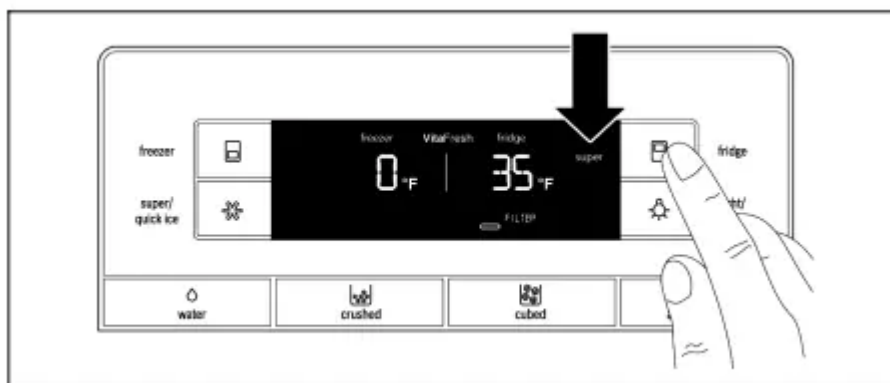 freezer VitaFresh fridge
super
freezer
0 °F
35 °F
fridge
super/
quick ice
FILTER
water
crushed
cubed